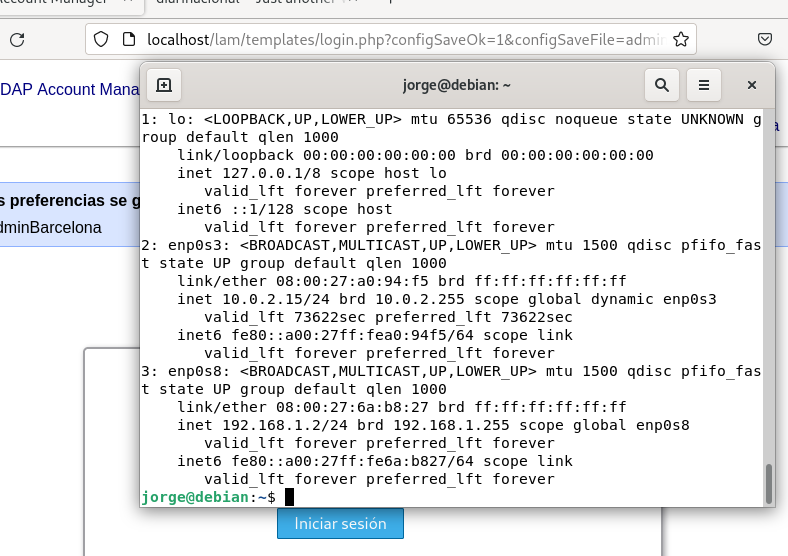 Account Manager
diarinacional — Just another
localhost/lam/templates/login.php?configSaveOk=1&configSaveFile=admin
DAP Account Mana
jorge@debian: ~
1: lo: <LOOPBACK,UP,LOWER_UP> mtu 65536 qdisc noqueue state UNKNOWN g
roup default qlen 1000
link/loopback 00:00:00:00:00:00 brd 00:00:00:00:00:00
inet 127.0.0.1/8 scope host lo
valid_lft forever preferred_lft forever
inet6 ::1/128 scope host
valid_lft forever preferred_lft forever
2: enp0s3: <BROADCAST,MULTICAST,UP,LOWER_UP> mtu 1500 qdisc pfifo_fas
t state UP group default qlen 1000
link/ether 08:00:27:a0:94:f5 brd ff:ff:ff:ff:ff:ff
inet 10.0.2.15/24 brd 10.0.2.255 scope global dynamic enp0s3
valid_lft 73622sec preferred_lft 73622sec
inet6 fe80::a00:27ff:fea0:94f5/64 scope link
valid_lft forever preferred_lft forever
3: enp0s8: <BROADCAST,MULTICAST,UP,LOWER_UP> mtu 1500 qdisc pfifo_fas
t state UP group default qlen 1000
link/ether 08:00:27:6a:b8:27 brd ff:ff:ff:ff:ff:ff
inet 192.168.1.2/24 brd 192.168.1.255 scope global enp0s8
valid_lft forever preferred_lft forever
inet6 fe80::a00:27ff:fe6a:b827/64 scope link
valid_lft forever preferred_lft forever
jorge@debian:~$
s preferencias se g
dminBarcelona
a
Iniciar sesión